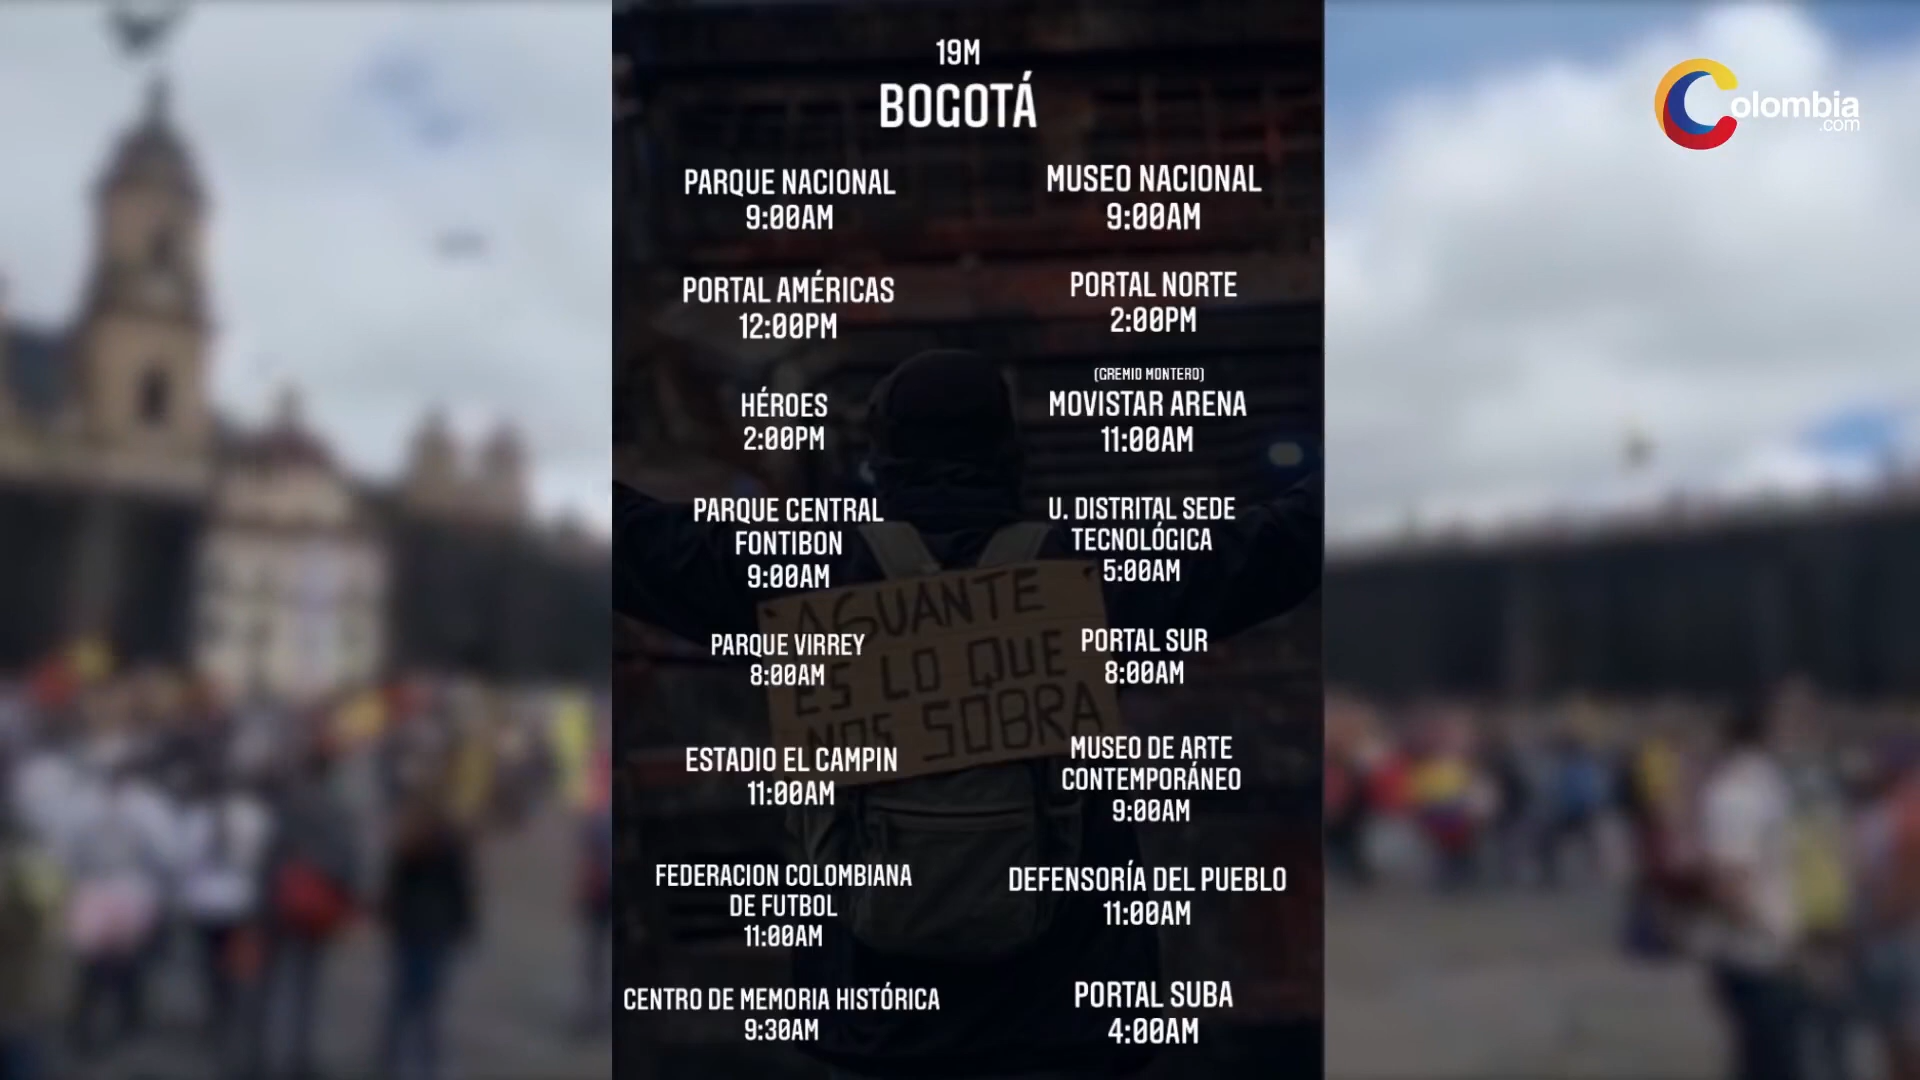 19M
BOGOTÁ
PARQUE NACIONAL
9:00AM
MUSEO NACIONAL
9:00AM
PORTAL AMÉRICAS
12:00PM
PORTAL NORTE
2:00PM
HÉROES
2:00PM
(GREMIO MONTERO)
MOVISTAR ARENA
11:00AM
PARQUE CENTRAL
FONTIBON
9:00AM
U. DISTRITAL SEDE
TECNOLÓGICA
5:00AM
PARQUE VIRREY
8:00AM
PORTAL SUR
8:00AM
ESTADIO EL CAMPIN
11:00AM
MUSEO DE ARTE
CONTEMPORÁNEO
9:00AM
FEDERACION COLOMBIANA
DE FUTBOL
11:00AM
DEFENSORÍA DEL PUEBLO
11:00AM
CENTRO DE MEMORIA HISTÓRICA
9:30AM
PORTAL SUBA
4:00AM
AGUANTE
ES LO QUE
NOS SOBRA
Colombia
.com